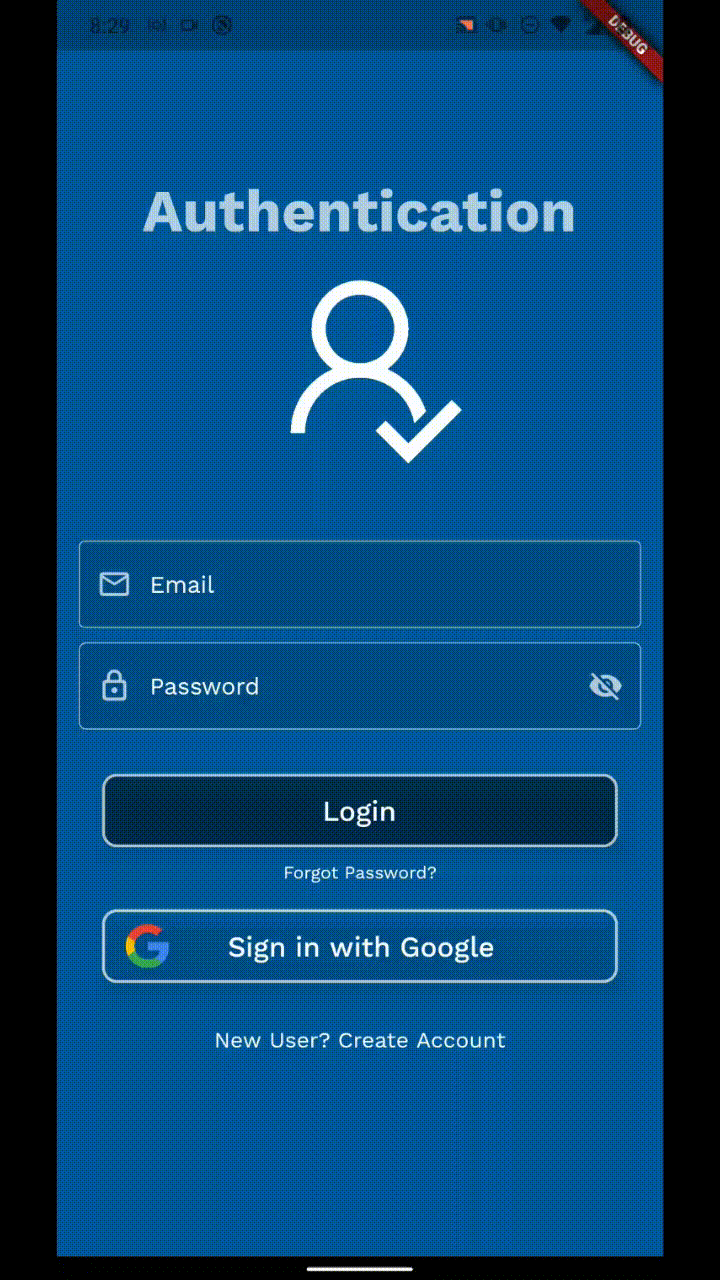 8:29
DEBUG
Authentication
Email
Password
Login
Forgot Password?
Sign in with Google
New User? Create Account